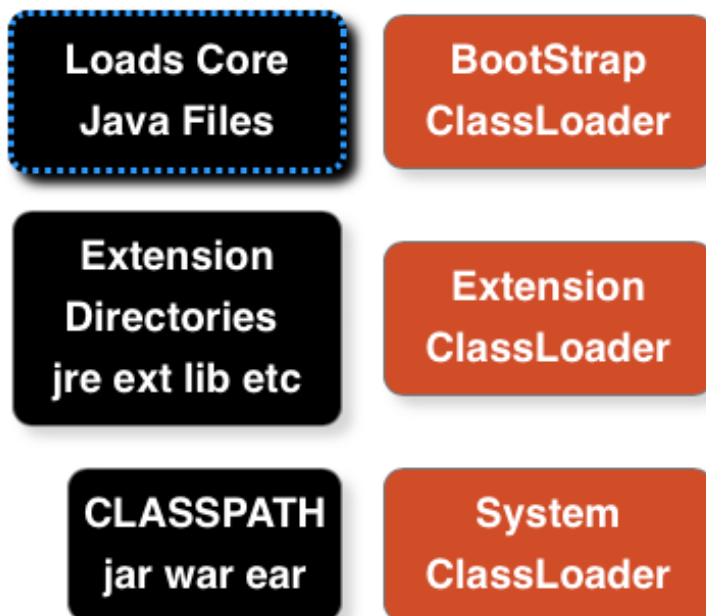 Loads Core
Java Files
BootStrap
ClassLoader
Extension
Directories
jre ext lib etc
Extension
ClassLoader
CLASSPATH
jar war ear
System
ClassLoader